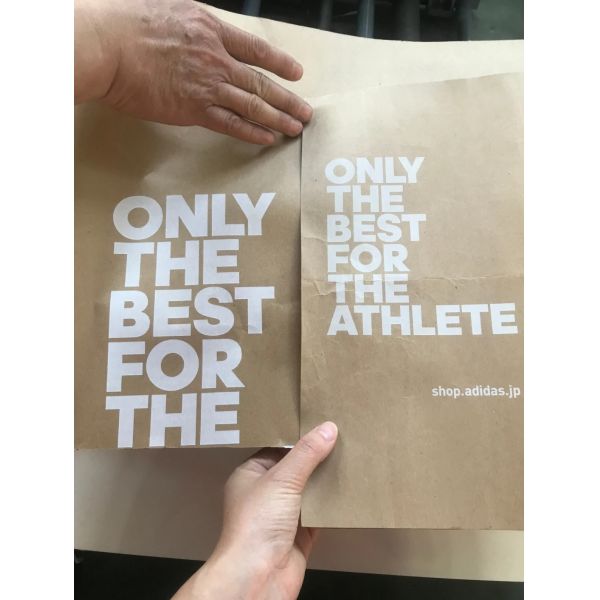 ONLY
THE
BEST
FOR
THE
ONLY
THE
BEST
FOR
THE
ATHLETE
shop.adidas.jp